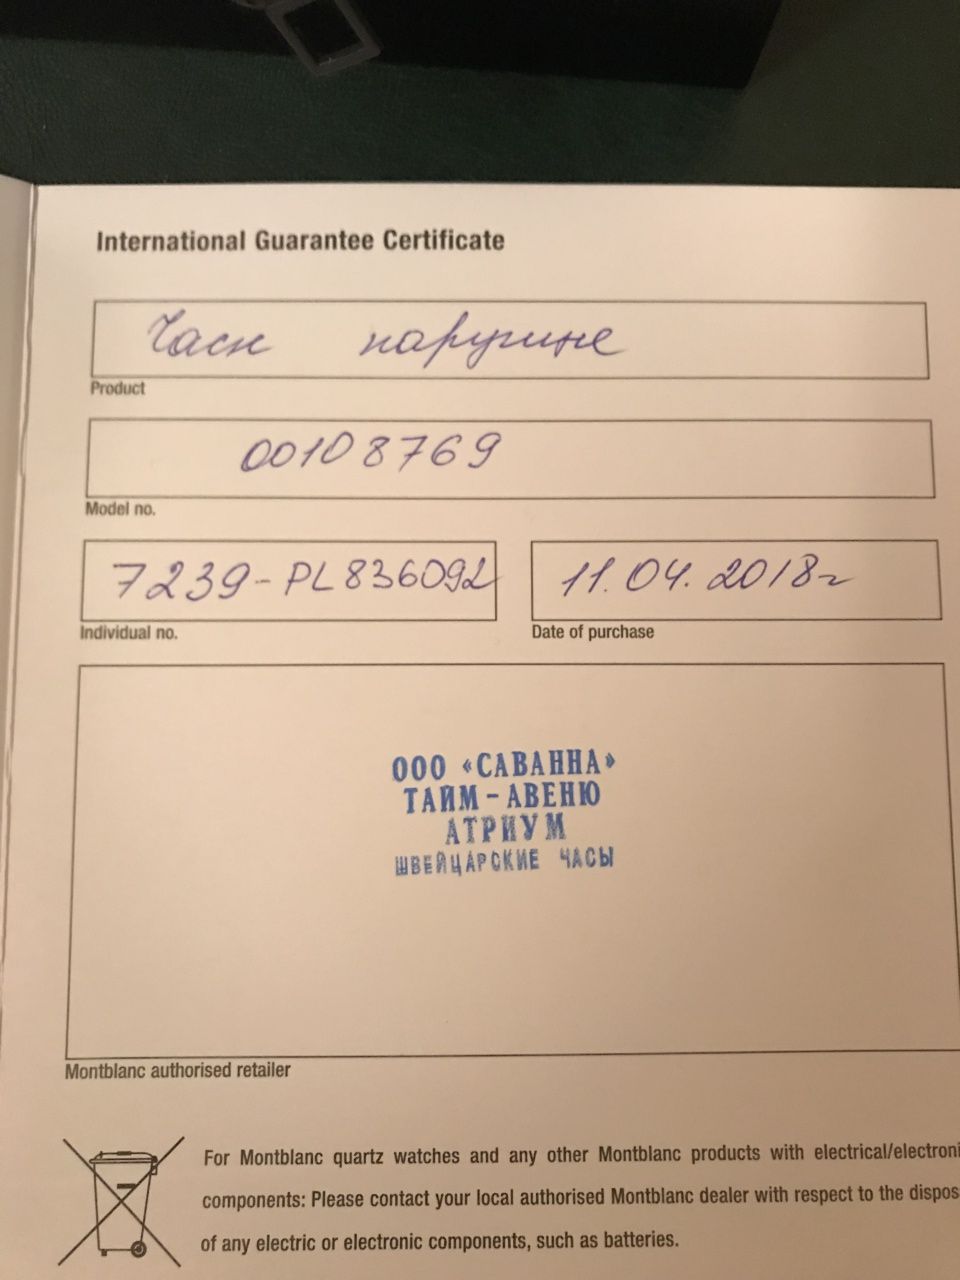 International Guarantee Certificate
Часы наручные
Product
00108769
Model no.
7239-PL836092
11.04.2018г
Individual no.
Date of purchase
ООО «САВАННА»
ТАЙМ-АВЕНЮ
АТРИУМ
ШВЕЙЦАРСКИЕ ЧАСЫ
Montblanc authorised retailer
For Montblanc quartz watches and any other Montblanc products with electrical/electroni
components: Please contact your local authorised Montblanc dealer with respect to the dispos
of any electric or electronic components, such as batteries.